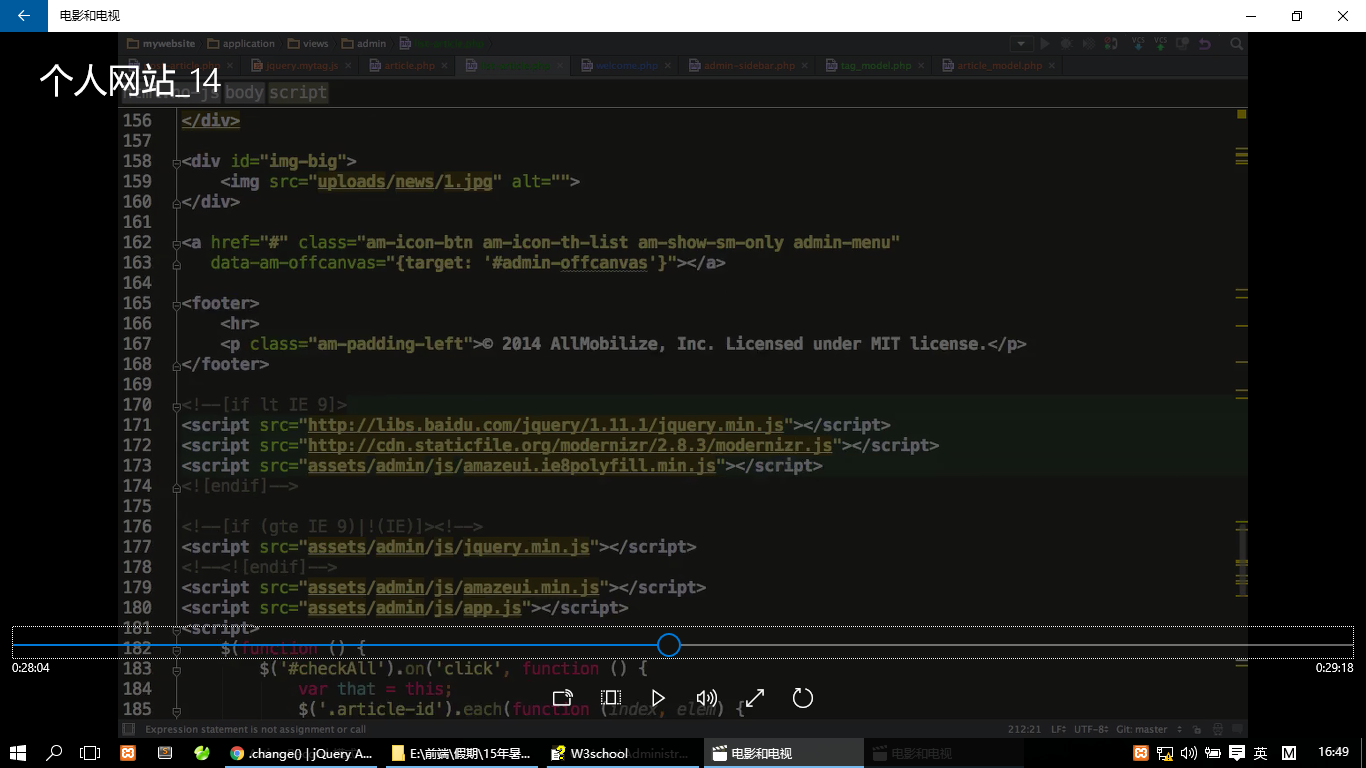 电影和电视
mywebsite application views admin
个人网站_14
article.php jquery.mytag.js article.php welcome.php admin-sidebar.php tag_model.php article_model.php
body script
156 </div>
157
158 <div id="img-big">
159 <img src="uploads/news/1.jpg" alt="">
160 </div>
161
162 <a href="#" class="am-icon-btn am-icon-th-list am-show-sm-only admin-menu"
163 data-am-offcanvas="{target: '#admin-offcanvas'}"></a>
164
165 <footer>
166 <hr>
167 <p class="am-padding-left">© 2014 AllMobilize, Inc. Licensed under MIT license.</p>
168 </footer>
169
170 <!--[if lt IE 9]>
171 <script src="http://libs.baidu.com/jquery/1.11.1/jquery.min.js"></script>
172 <script src="http://cdn.staticfile.org/modernizr/2.8.3/modernizr.js"></script>
173 <script src="assets/admin/js/amazeui.ie8polyfill.min.js"></script>
174 <![endif]-->
175
176 <!--[if (gte IE 9)|!(IE)]><!-->
177 <script src="assets/admin/js/jquery.min.js"></script>
178 <!--<![endif]-->
179 <script src="assets/admin/js/amazeui.min.js"></script>
180 <script src="assets/admin/js/app.js"></script>
181 <script>
182 $(function () {
183 $('#checkAll').on('click', function () {
0:28:04 0:29:18
184 var that = this;
185 $('.article-id').each(function (index, elem) {
Expression statement is not assignment or call 212:21 LF÷ UTF-8÷ Git: master
.change() | jQuery A... E:\前端\假期\15年暑... W3school Administr... 电影和电视 电影和电视 英 M 16:49